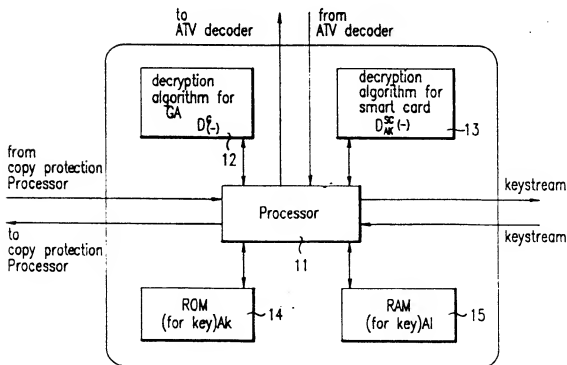 to
ATV decoder
from
ATV decoder
decryption
algorithm for
GA
D^G(-)
12
decryption
algorithm for
smart card
D^SC_AK(-)
13
from
copy protection
Processor
to
copy protection
Processor
Processor
11
keystream
keystream
ROM
(for key)Ak
14
RAM
(for key)AI
15